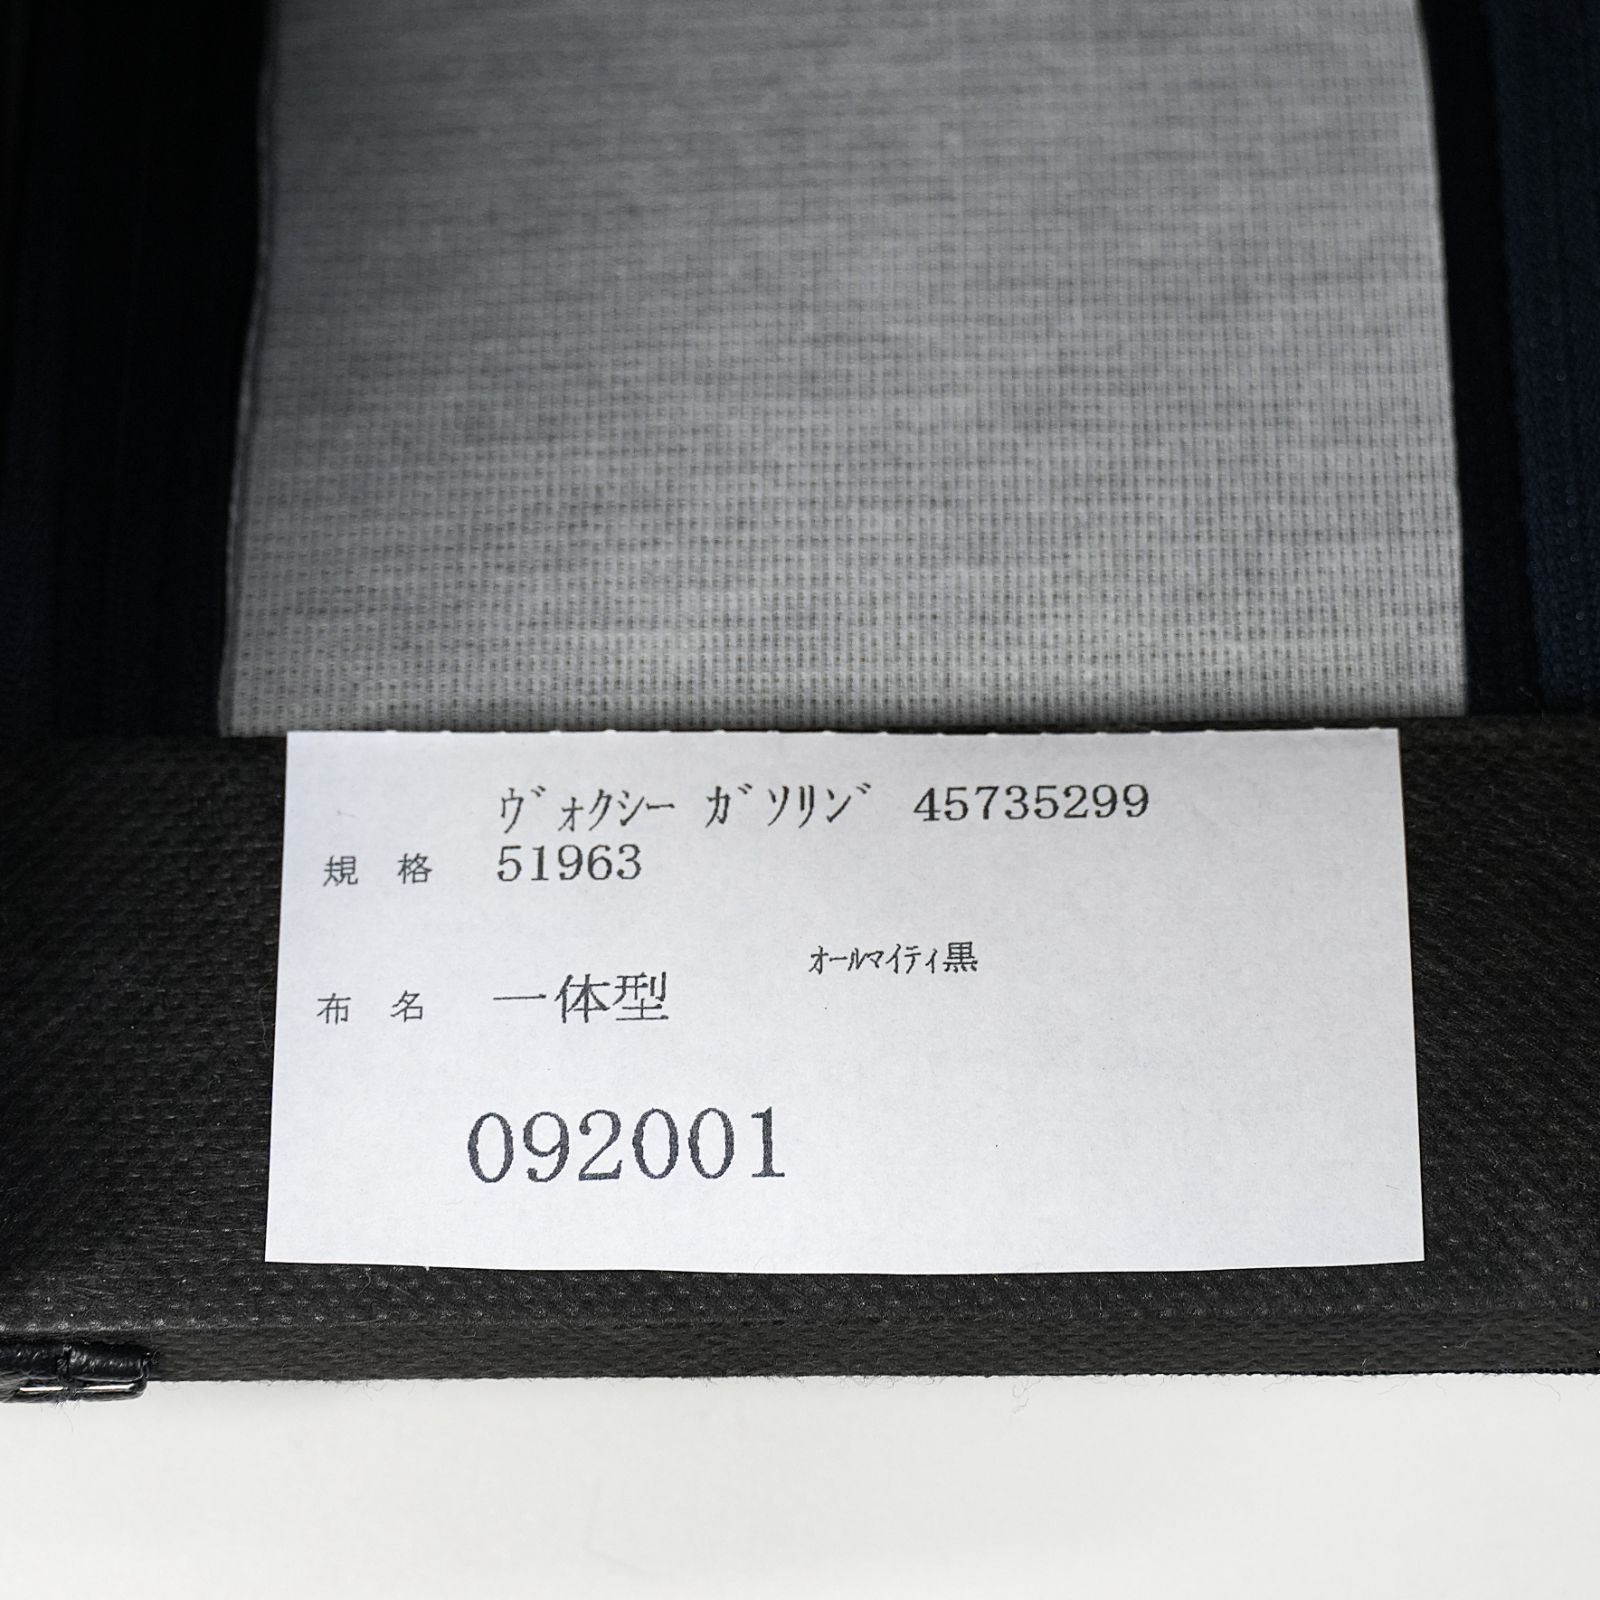 ｳﾞｫｸｼｰ ｶﾞｿﾘﾝﾞ 45735299
規 格 51963
ｵｰﾙﾏｲﾃｨ黒
布 名 一体型
092001